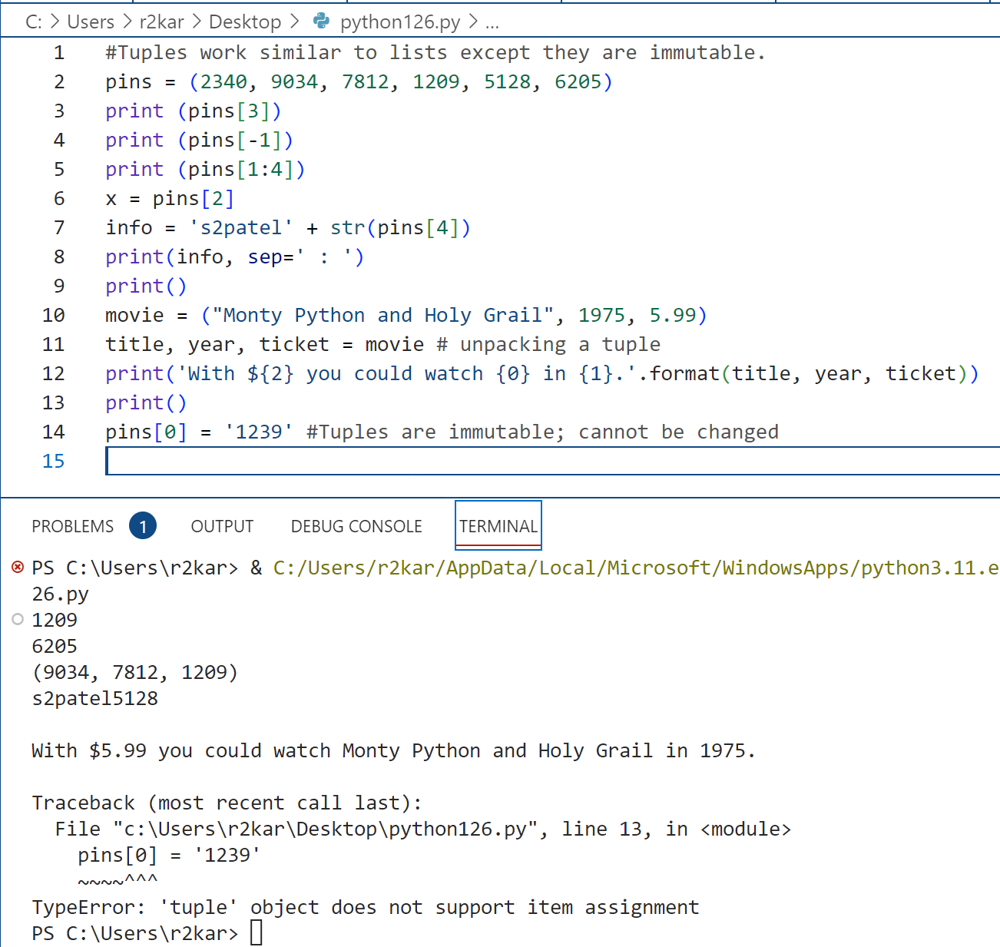 C: > Users > r2kar > Desktop > python126.py > ...
1 #Tuples work similar to lists except they are immutable.
2 pins = (2340, 9034, 7812, 1209, 5128, 6205)
3 print (pins[3])
4 print (pins[-1])
5 print (pins[1:4])
6 x = pins[2]
7 info = 's2patel' + str(pins[4])
8 print(info, sep=' : ')
9 print()
10 movie = ("Monty Python and Holy Grail", 1975, 5.99)
11 title, year, ticket = movie # unpacking a tuple
12 print('With ${2} you could watch {0} in {1}.'.format(title, year, ticket))
13 print()
14 pins[0] = '1239' #Tuples are immutable; cannot be changed
15
PROBLEMS 1 OUTPUT DEBUG CONSOLE TERMINAL
PS C:\Users\r2kar> & C:/Users/r2kar/AppData/Local/Microsoft/WindowsApps/python3.11.e
26.py
1209
6205
(9034, 7812, 1209)
s2patel5128
With $5.99 you could watch Monty Python and Holy Grail in 1975.
Traceback (most recent call last):
File "c:\Users\r2kar\Desktop\python126.py", line 13, in <module>
pins[0] = '1239'
~~~~^^^
TypeError: 'tuple' object does not support item assignment
PS C:\Users\r2kar>